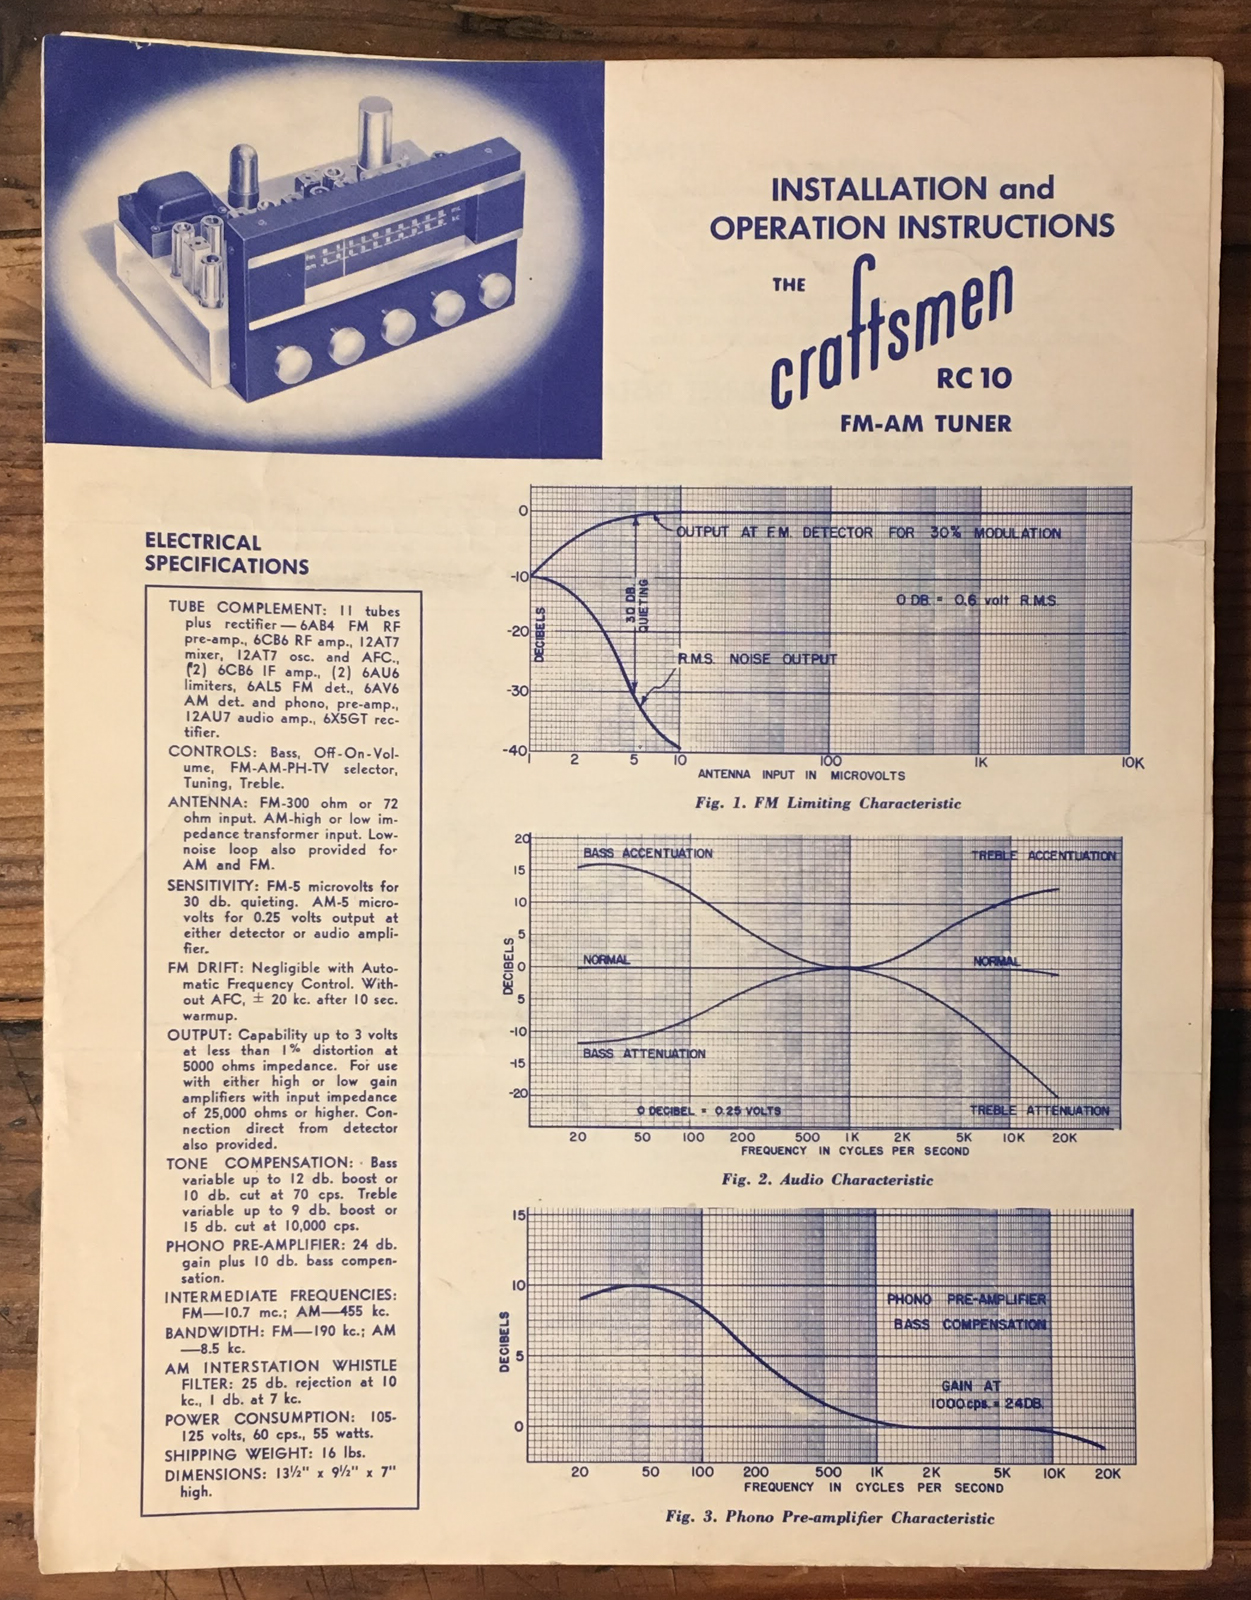 INSTALLATION and
OPERATION INSTRUCTIONS
THE
craftsmen
RC 10
FM-AM TUNER
ELECTRICAL
SPECIFICATIONS
TUBE COMPLEMENT: 11 tubes
plus rectifier — 6AB4 FM RF
pre-amp., 6CB6 RF amp., 12AT7
mixer, 12AT7 osc. and AFC.,
(2) 6CB6 IF amp., (2) 6AU6
limiters, 6AL5 FM det., 6AV6
AM det. and phono, pre-amp.,
12AU7 audio amp., 6X5GT rec-
tifier.
CONTROLS: Bass, Off-On-Vol-
ume, FM-AM-PH-TV selector,
Tuning, Treble.
ANTENNA: FM-300 ohm or 72
ohm input. AM-high or low im-
pedance transformer input. Low-
noise loop also provided for
AM and FM.
SENSITIVITY: FM-5 microvolts for
30 db. quieting. AM-5 micro-
volts for 0.25 volts output at
either detector or audio ampli-
fier.
FM DRIFT: Negligible with Auto-
matic Frequency Control. With-
out AFC, ± 20 kc. after 10 sec.
warmup.
OUTPUT: Capability up to 3 volts
at less than 1% distortion at
5000 ohms impedance. For use
with either high or low gain
amplifiers with input impedance
of 25,000 ohms or higher. Con-
nection direct from detector
also provided.
TONE COMPENSATION: Bass
variable up to 12 db. boost or
10 db. cut at 70 cps. Treble
variable up to 9 db. boost or
15 db. cut at 10,000 cps.
PHONO PRE-AMPLIFIER: 24 db.
gain plus 10 db. bass compen-
sation.
INTERMEDIATE FREQUENCIES:
FM—10.7 mc.; AM—455 kc.
BANDWIDTH: FM—190 kc.; AM
—8.5 kc.
AM INTERSTATION WHISTLE
FILTER: 25 db. rejection at 10
kc., 1 db. at 7 kc.
POWER CONSUMPTION: 105-
125 volts, 60 cps., 55 watts.
SHIPPING WEIGHT: 16 lbs.
DIMENSIONS: 13½" x 9½" x 7"
high.
0
OUTPUT AT F.M. DETECTOR FOR 30% MODULATION
-10
30 DB.
QUIETING
0 DB = 0.6 volt R.M.S.
DECIBELS
-20
R.M.S. NOISE OUTPUT
-30
-40
1 2 5 10 100 1K 10K
ANTENNA INPUT IN MICROVOLTS
Fig. 1. FM Limiting Characteristic
20
BASS ACCENTUATION TREBLE ACCENTUATION
15
10
5
DECIBELS
0
NORMAL NORMAL
5
-10
BASS ATTENUATION
-15
-20
0 DECIBEL = 0.25 VOLTS TREBLE ATTENUATION
20 50 100 200 500 1K 2K 5K 10K 20K
FREQUENCY IN CYCLES PER SECOND
Fig. 2. Audio Characteristic
15
10
PHONO PRE-AMPLIFIER
BASS COMPENSATION
DECIBELS
5
GAIN AT
1000 cps. = 24DB.
0
20 50 100 200 500 1K 2K 5K 10K 20K
FREQUENCY IN CYCLES PER SECOND
Fig. 3. Phono Pre-amplifier Characteristic